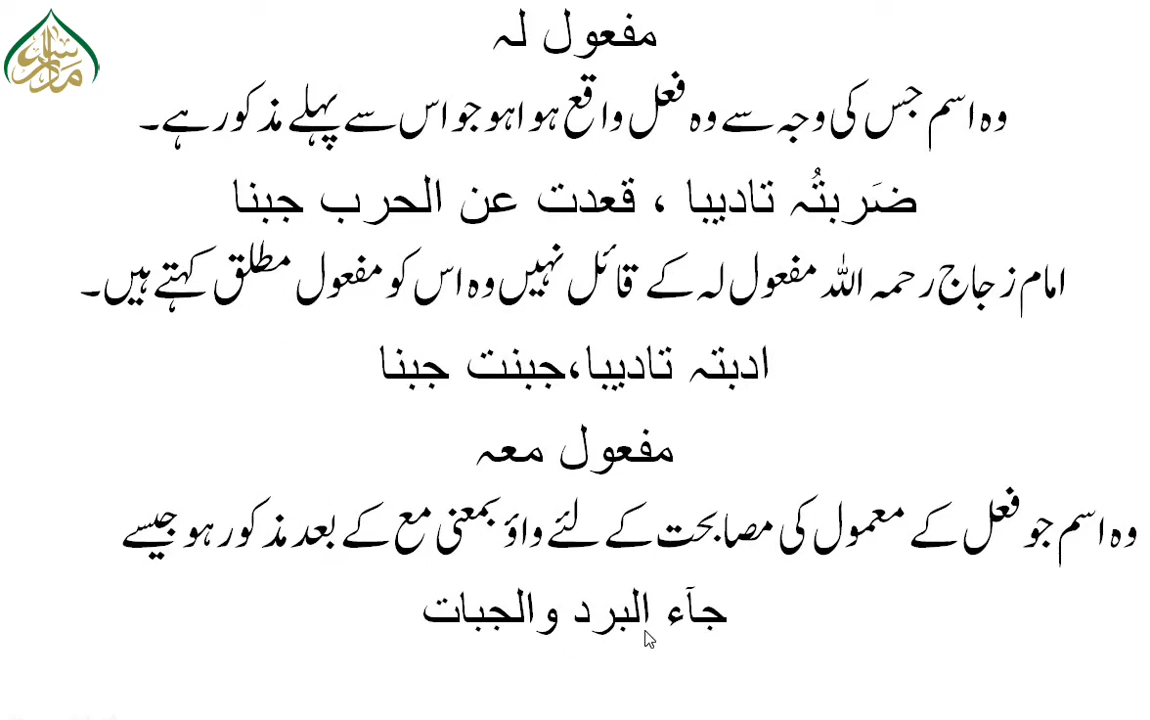 مفعول لہ
وہ اسم جس کی وجہ سے وہ فعل واقع ہوا ہو جو اس سے پہلے مذکور ہے۔
ضَربتُہ تادیبا ، قعدت عن الحرب جبنا
امام زجاج رحمہ اللہ مفعول لہ کے قائل نہیں وہ اس کو مفعول مطلق کہتے ہیں۔
ادبتہ تادیبا،جبنت جبنا
مفعول معہ
وہ اسم جو فعل کے معمول کی مصابحت کے لئے واؤ بمعنی مع کے بعد مذکور ہو جیسے
جآء البرد والجبات